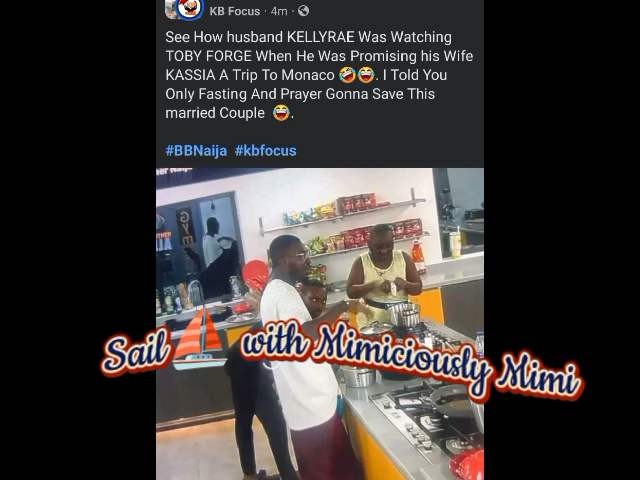 KB Focus · 4m ·
See How husband KELLYRAE Was Watching
TOBY FORGE When He Was Promising his Wife
KASSIA A Trip To Monaco 🤣😂. I Told You
Only Fasting And Prayer Gonna Save This
married Couple 😂.
#BBNaija #kbfocus
GYM
Sail⛵ with Mimiciously Mimi